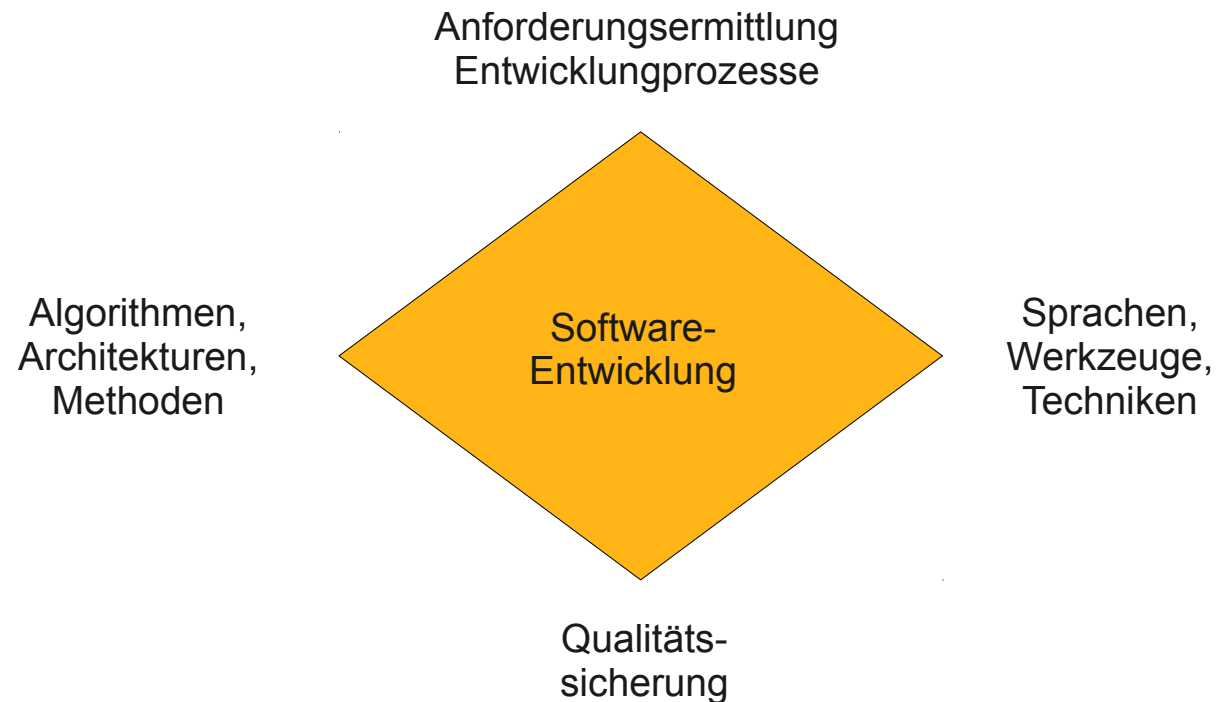 Anforderungsermittlung
Entwicklungprozesse
Algorithmen,
Architekturen,
Methoden
Software-
Entwicklung
Sprachen,
Werkzeuge,
Techniken
Qualitäts-
sicherung